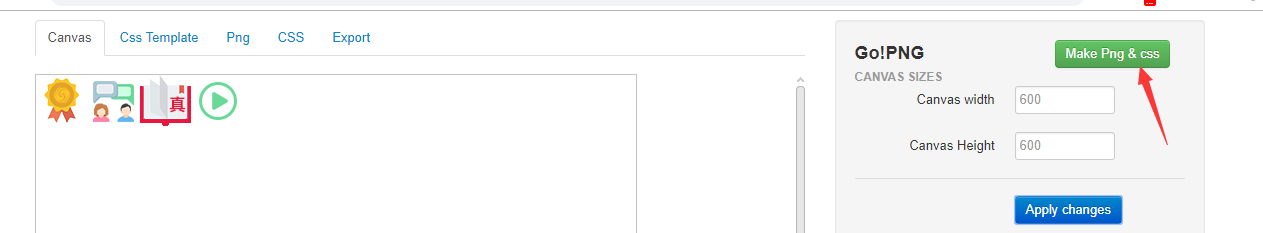 Canvas
Css Template
Png
CSS
Export
真
Go!PNG
Make Png & css
CANVAS SIZES
Canvas width
600
Canvas Height
600
Apply changes